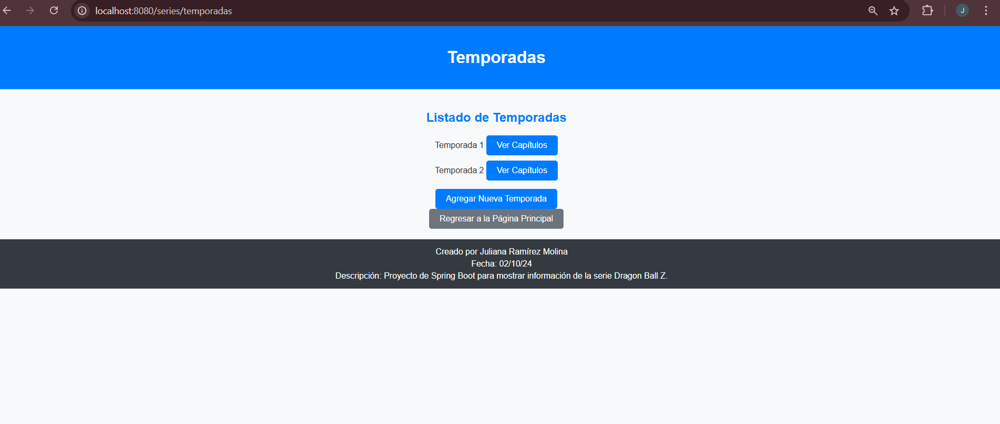 localhost:8080/series/temporadas
J
Temporadas
Listado de Temporadas
Temporada 1 Ver Capítulos
Temporada 2 Ver Capítulos
Agregar Nueva Temporada
Regresar a la Página Principal
Creado por Juliana Ramírez Molina
Fecha: 02/10/24
Descripción: Proyecto de Spring Boot para mostrar información de la serie Dragon Ball Z.